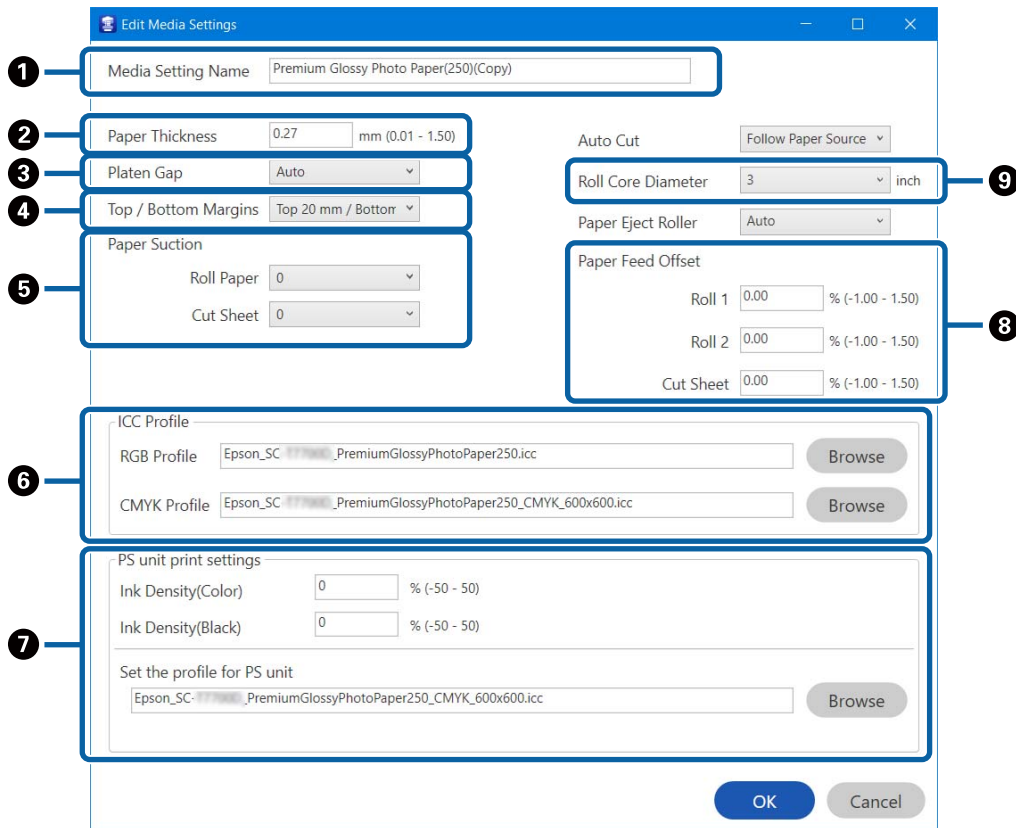 Edit Media Settings
1 Media Setting Name Premium Glossy Photo Paper(250)(Copy)
2 Paper Thickness 0.27 mm (0.01 - 1.50)
Auto Cut Follow Paper Source
3 Platen Gap Auto
Roll Core Diameter 3 inch 9
4 Top / Bottom Margins Top 20 mm / Bottom
Paper Eject Roller Auto
5 Paper Suction
Roll Paper 0
Cut Sheet 0
Paper Feed Offset 8
Roll 1 0.00 % (-1.00 - 1.50)
Roll 2 0.00 % (-1.00 - 1.50)
Cut Sheet 0.00 % (-1.00 - 1.50)
6 ICC Profile
RGB Profile Epson_SC- _PremiumGlossyPhotoPaper250.icc Browse
CMYK Profile Epson_SC- _PremiumGlossyPhotoPaper250_CMYK_600x600.icc Browse
7 PS unit print settings
Ink Density(Color) 0 % (-50 - 50)
Ink Density(Black) 0 % (-50 - 50)
Set the profile for PS unit
Epson_SC- _PremiumGlossyPhotoPaper250_CMYK_600x600.icc Browse
OK Cancel